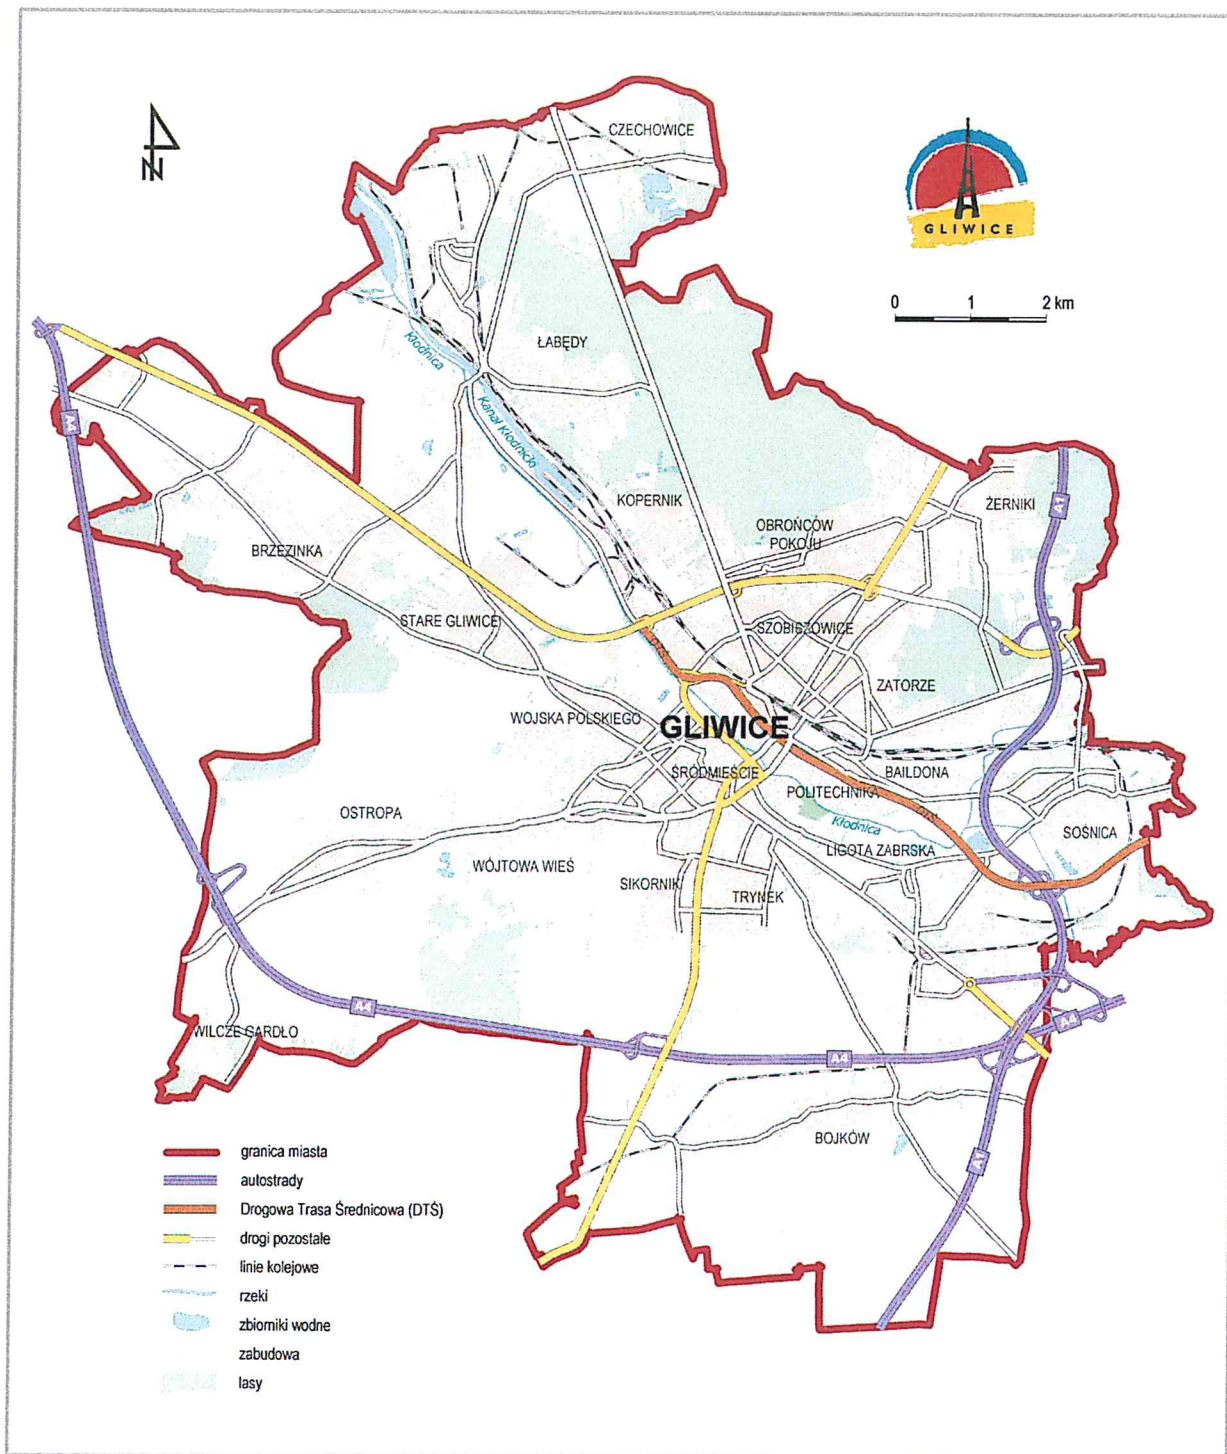 CZECHOWICE
N
GLIWICE
0 1 2 km
ŁABĘDY
Kłodnica
A4
Kanał Kłodnicki
KOPERNIK
ŻERNIKI
A1
OBROŃCÓW
POKOJU
BRZEZINKA
STARE GLIWICE
SZOBISZOWICE
DTŚ
ZATORZE
WOJSKA POLSKIEGO
GLIWICE
ŚRÓDMIEŚCIE
BAILDONA
POLITECHNIKA
DTŚ
OSTROPA
Kłodnica
SOŚNICA
LIGOTA ZABRSKA
WÓJTOWA WIEŚ
SIKORNIK
TRYNEK
A4
A4
WILCZE GARDŁO
A4
BOJKÓW
A1
granica miasta
autostrady
Drogowa Trasa Średnicowa (DTŚ)
drogi pozostałe
linie kolejowe
rzeki
zbiorniki wodne
zabudowa
lasy